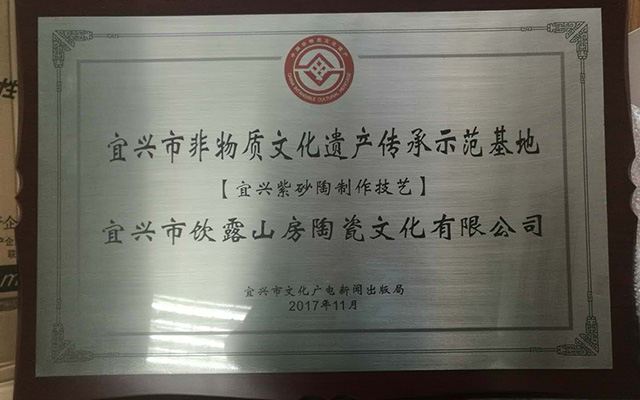 宜兴市非物质文化遗产传承示范基地
【宜兴紫砂陶制作技艺】
宜兴市饮露山房陶瓷文化有限公司
宜兴市文化广电新闻出版局
2017年11月